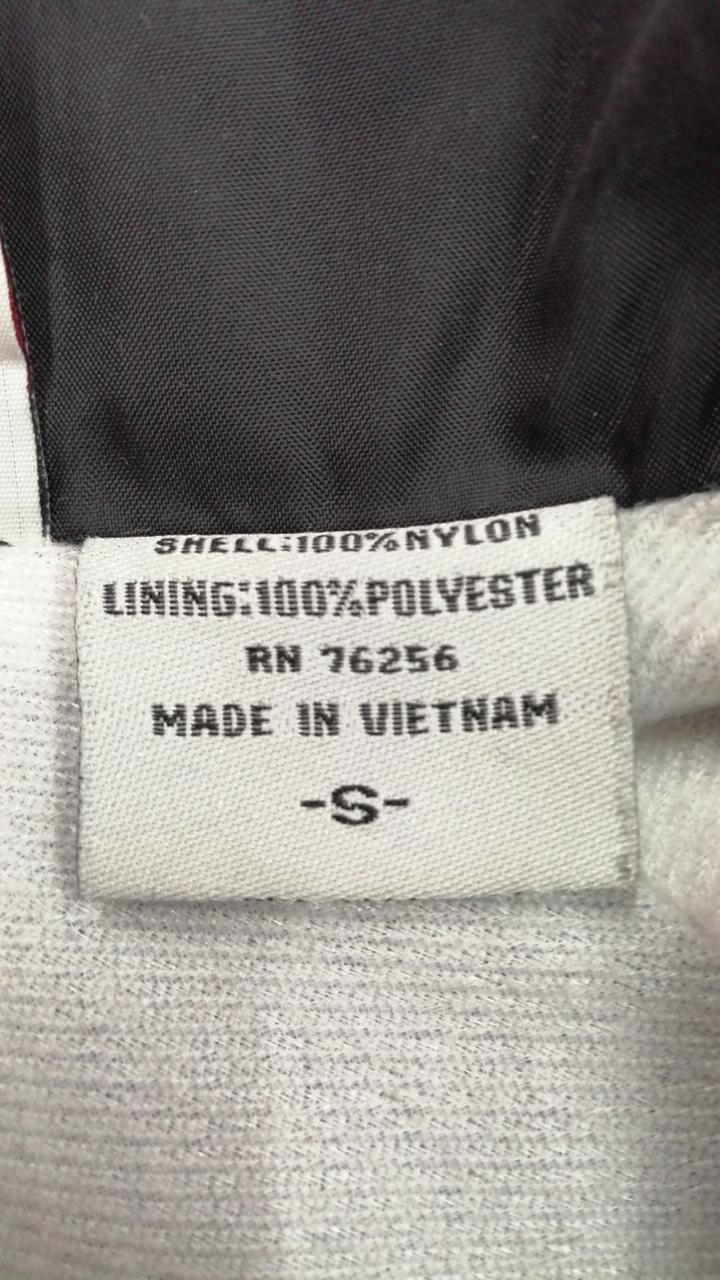 SHELL:100%NYLON
LINING:100%POLYESTER
RN 76256
MADE IN VIETNAM
-S-